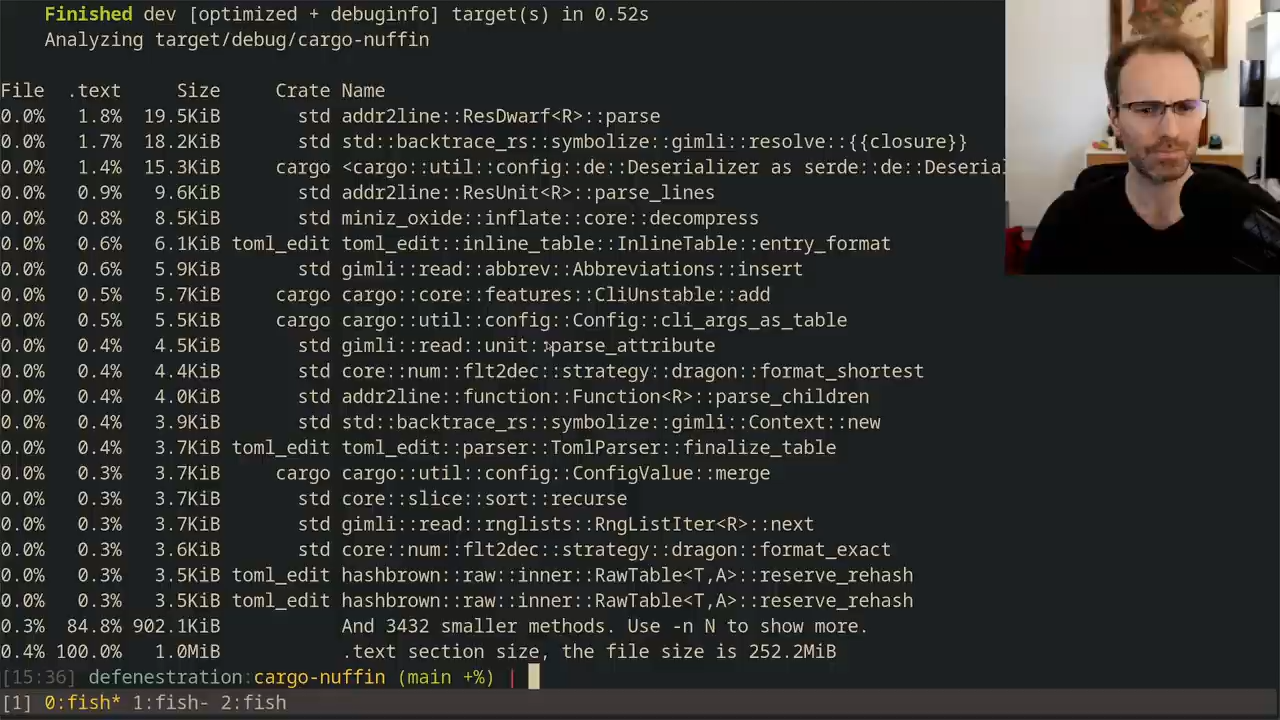 Finished dev [optimized + debuginfo] target(s) in 0.52s
Analyzing target/debug/cargo-nuffin
File .text Size Crate Name
0.0% 1.8% 19.5KiB std addr2line::ResDwarf<R>::parse
0.0% 1.7% 18.2KiB std std::backtrace_rs::symbolize::gimli::resolve::{{closure}}
0.0% 1.4% 15.3KiB cargo <cargo::util::config::de::Deserializer as serde::de::Deserial
0.0% 0.9% 9.6KiB std addr2line::ResUnit<R>::parse_lines
0.0% 0.8% 8.5KiB std miniz_oxide::inflate::core::decompress
0.0% 0.6% 6.1KiB toml_edit toml_edit::inline_table::InlineTable::entry_format
0.0% 0.6% 5.9KiB std gimli::read::abbrev::Abbreviations::insert
0.0% 0.5% 5.7KiB cargo cargo::core::features::CliUnstable::add
0.0% 0.5% 5.5KiB cargo cargo::util::config::Config::cli_args_as_table
0.0% 0.4% 4.5KiB std gimli::read::unit::parse_attribute
0.0% 0.4% 4.4KiB std core::num::flt2dec::strategy::dragon::format_shortest
0.0% 0.4% 4.0KiB std addr2line::function::Function<R>::parse_children
0.0% 0.4% 3.9KiB std std::backtrace_rs::symbolize::gimli::Context::new
0.0% 0.4% 3.7KiB toml_edit toml_edit::parser::TomlParser::finalize_table
0.0% 0.3% 3.7KiB cargo cargo::util::config::ConfigValue::merge
0.0% 0.3% 3.7KiB std core::slice::sort::recurse
0.0% 0.3% 3.7KiB std gimli::read::rnglists::RngListIter<R>::next
0.0% 0.3% 3.6KiB std core::num::flt2dec::strategy::dragon::format_exact
0.0% 0.3% 3.5KiB toml_edit hashbrown::raw::inner::RawTable<T,A>::reserve_rehash
0.0% 0.3% 3.5KiB toml_edit hashbrown::raw::inner::RawTable<T,A>::reserve_rehash
0.3% 84.8% 902.1KiB And 3432 smaller methods. Use -n N to show more.
0.4% 100.0% 1.0MiB .text section size, the file size is 252.2MiB
[15:36] defenestration:cargo-nuffin (main +%) |
[1] 0:fish* 1:fish- 2:fish